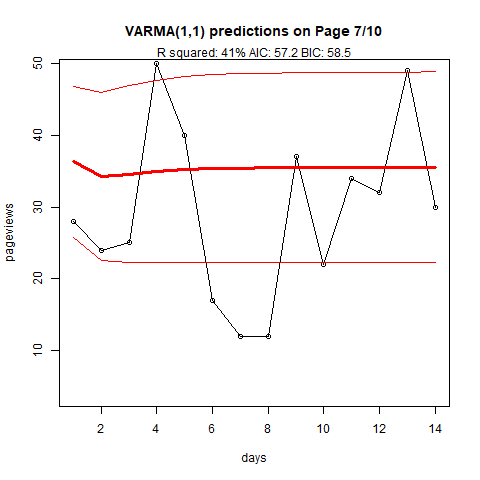 VARMA(1,1) predictions on Page 7/10
R squared: 41% AIC: 57.2 BIC: 58.5
pageviews
50
40
30
20
10
2 4 6 8 10 12 14
days